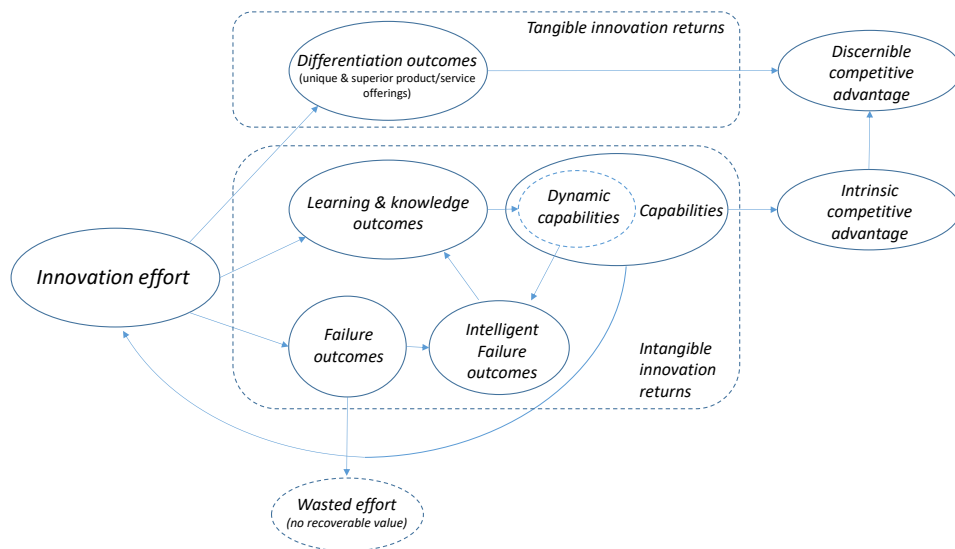 Tangible innovation returns
Differentiation outcomes
(unique & superior product/service
offerings)
Discernible
competitive
advantage
Learning & knowledge
outcomes
Dynamic
capabilities
Capabilities
Intrinsic
competitive
advantage
Innovation effort
Failure
outcomes
Intelligent
Failure
outcomes
Intangible
innovation
returns
Wasted effort
(no recoverable value)